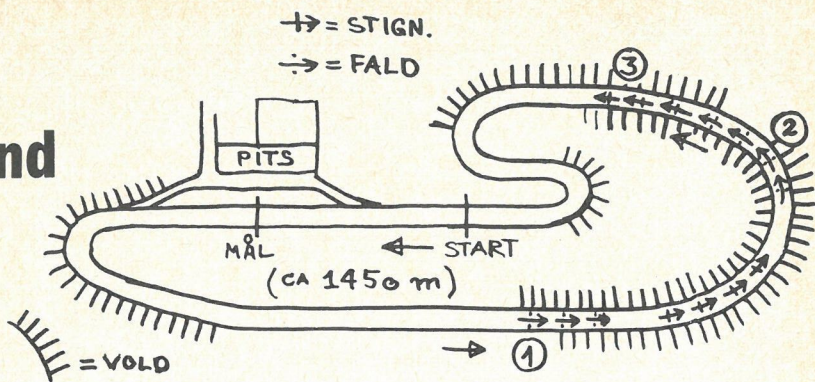 = STIGN.
= FALD
nd
③
②
PITS
MÅL
START
(CA 1450 m)
①
= VOLD